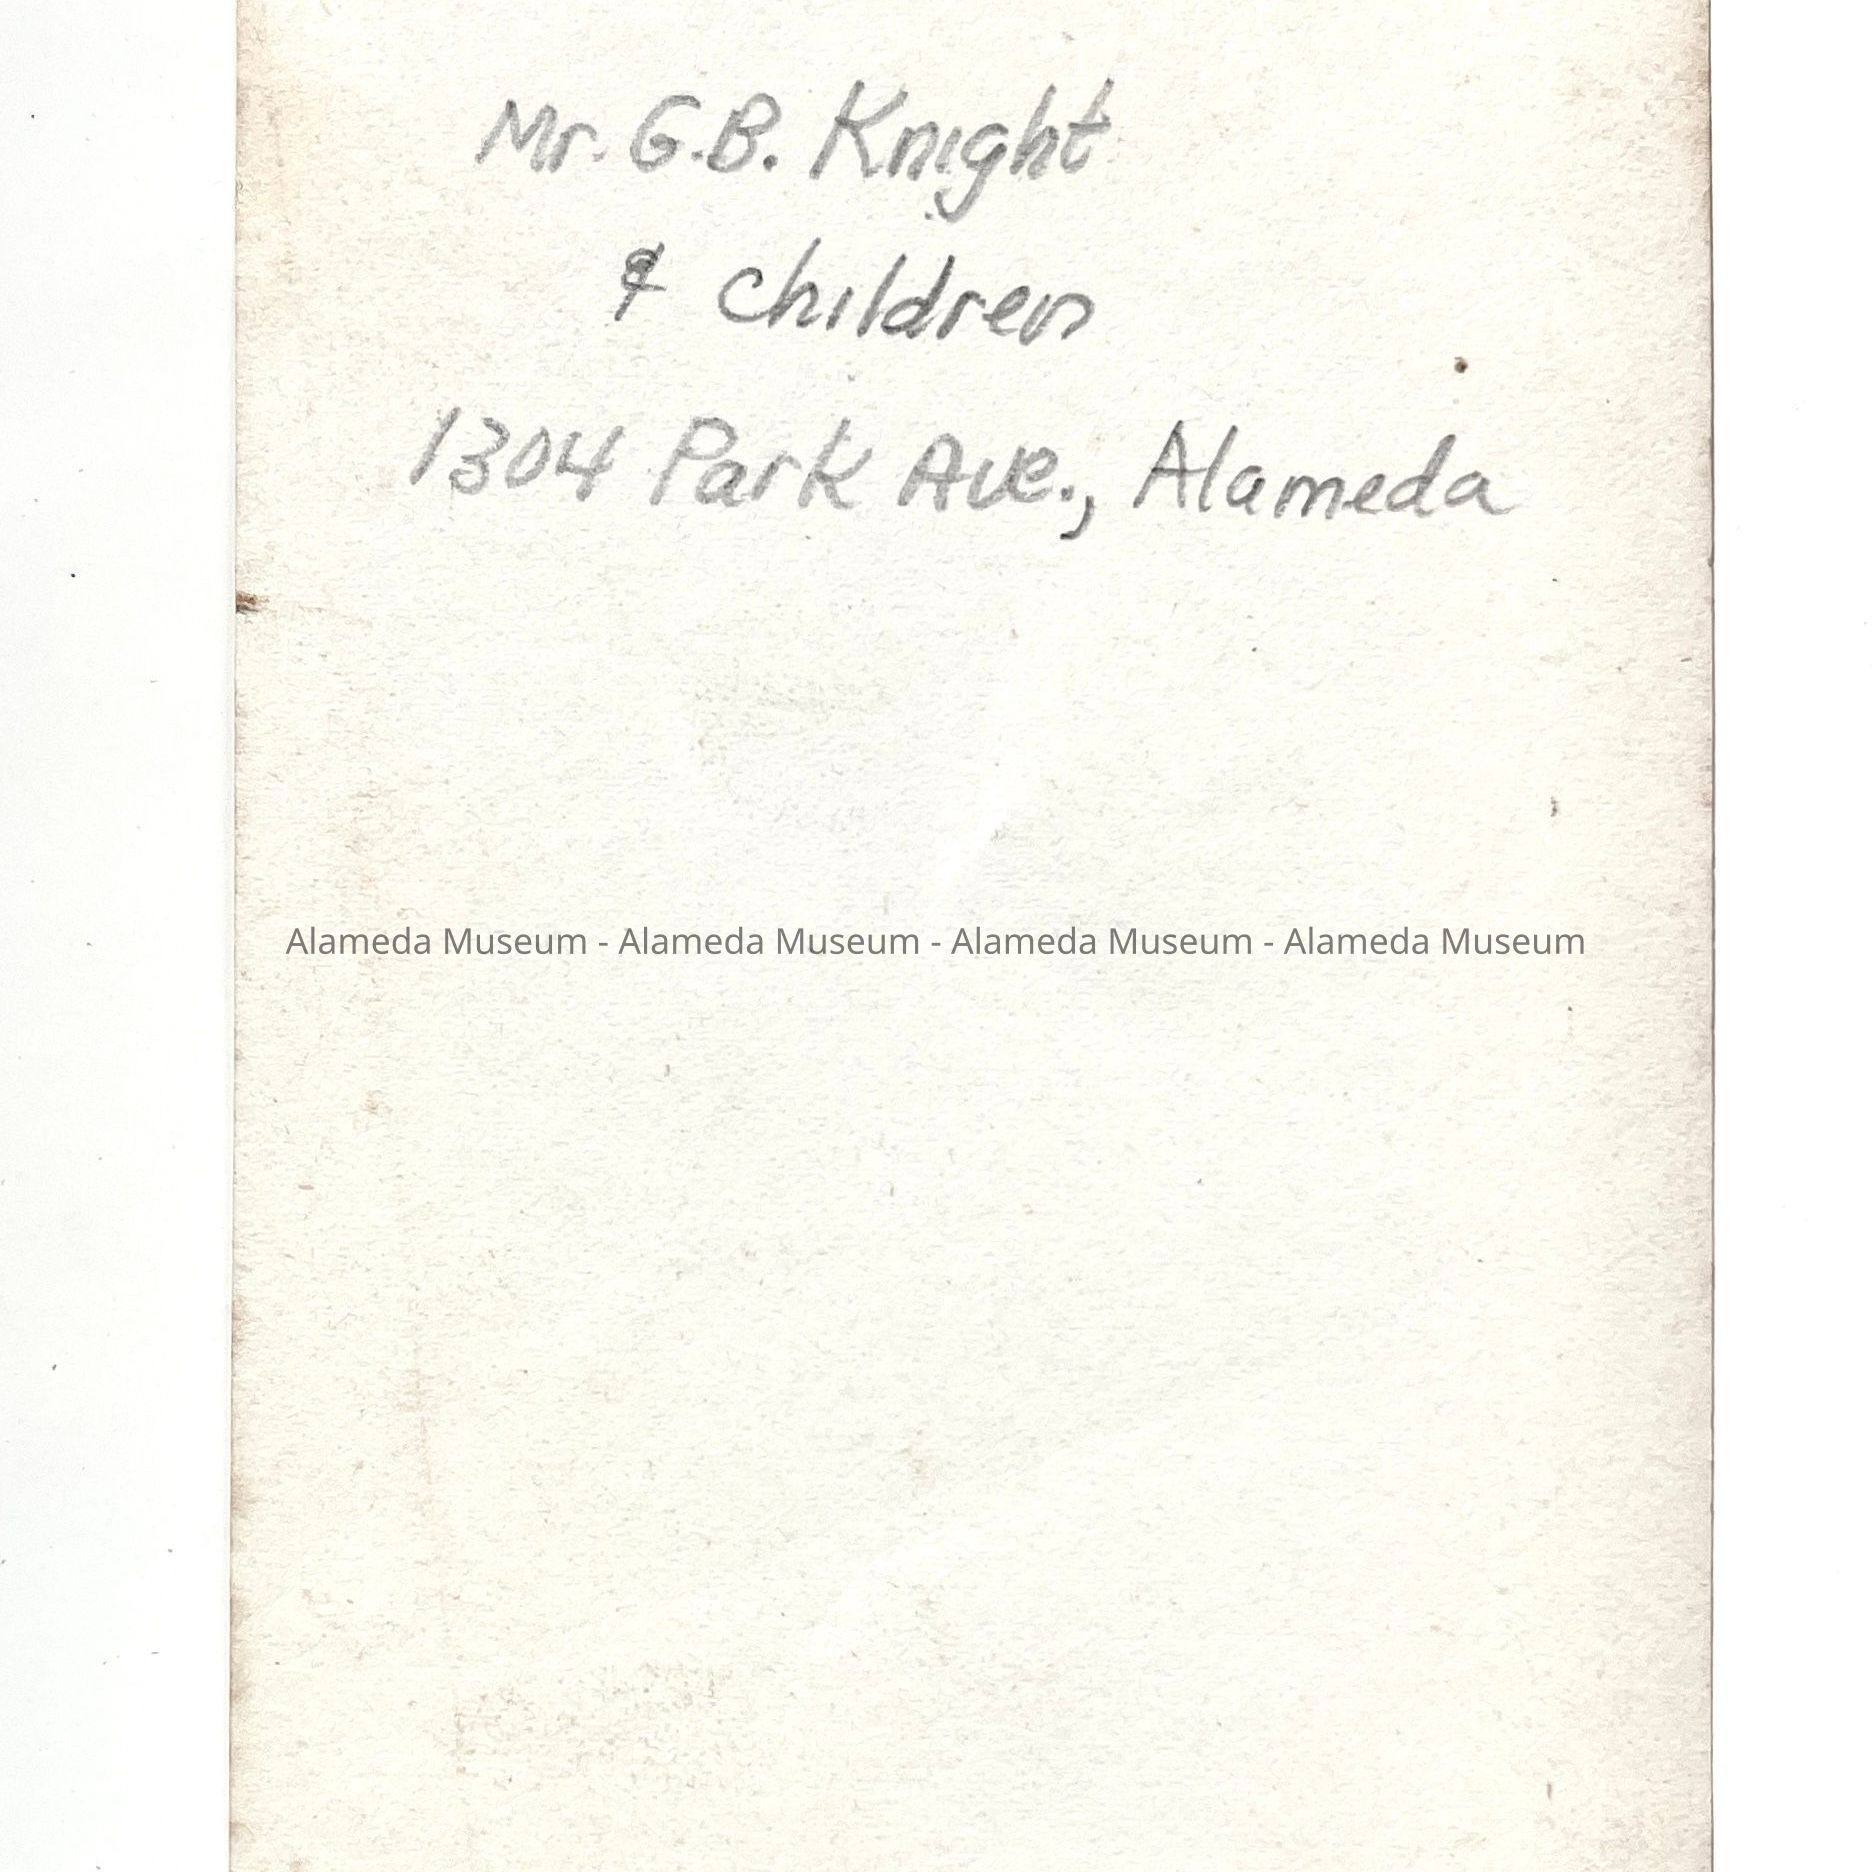 Mr. G.B. Knight
& children
1304 Park Ave., Alameda
Alameda Museum - Alameda Museum - Alameda Museum - Alameda Museum